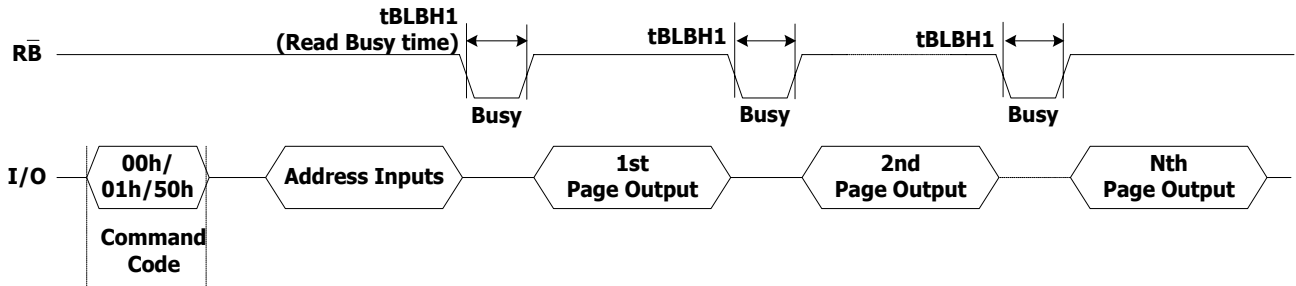 tBLBH1
(Read Busy time)
tBLBH1
tBLBH1
RB̅
Busy
Busy
Busy
I/O
00h/
01h/50h
Address Inputs
1st
Page Output
2nd
Page Output
Nth
Page Output
Command
Code